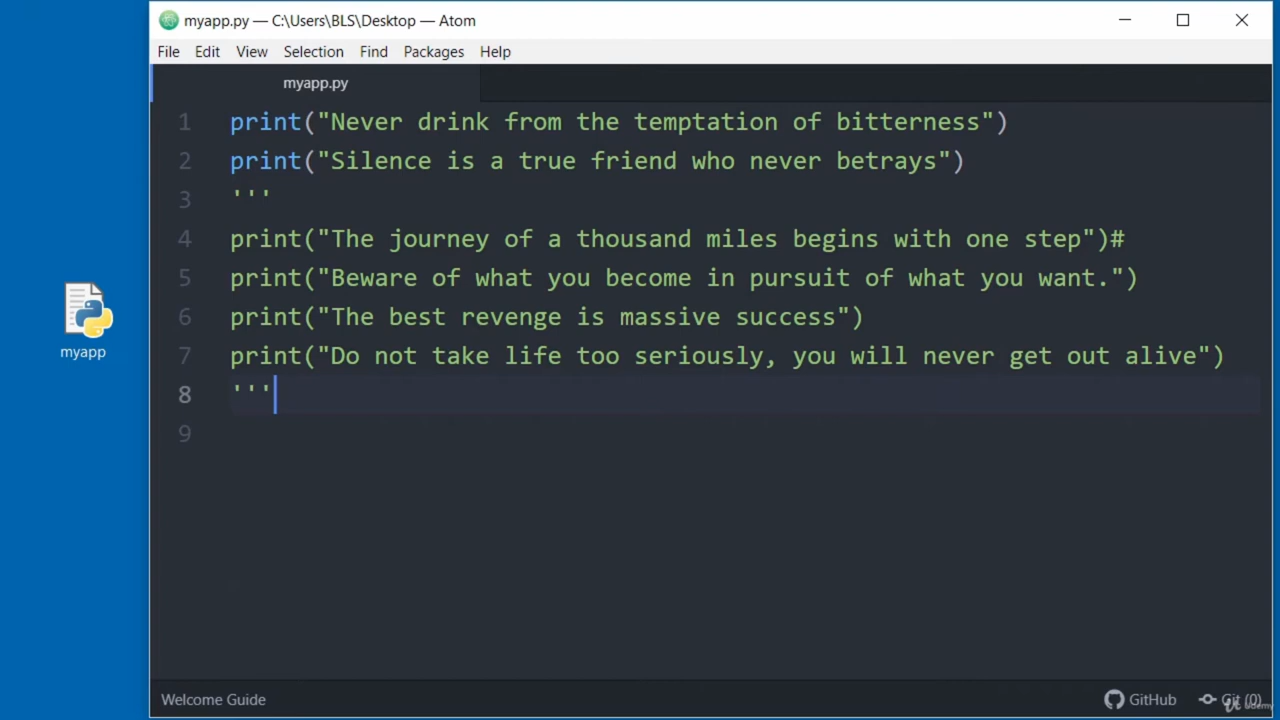 myapp.py — C:\Users\BLS\Desktop — Atom
File Edit View Selection Find Packages Help
myapp.py
1 print("Never drink from the temptation of bitterness")
2 print("Silence is a true friend who never betrays")
3 '''
4 print("The journey of a thousand miles begins with one step")#
5 print("Beware of what you become in pursuit of what you want.")
6 print("The best revenge is massive success")
7 print("Do not take life too seriously, you will never get out alive")
8 '''
9
myapp
Welcome Guide GitHub Git (0)
Udemy